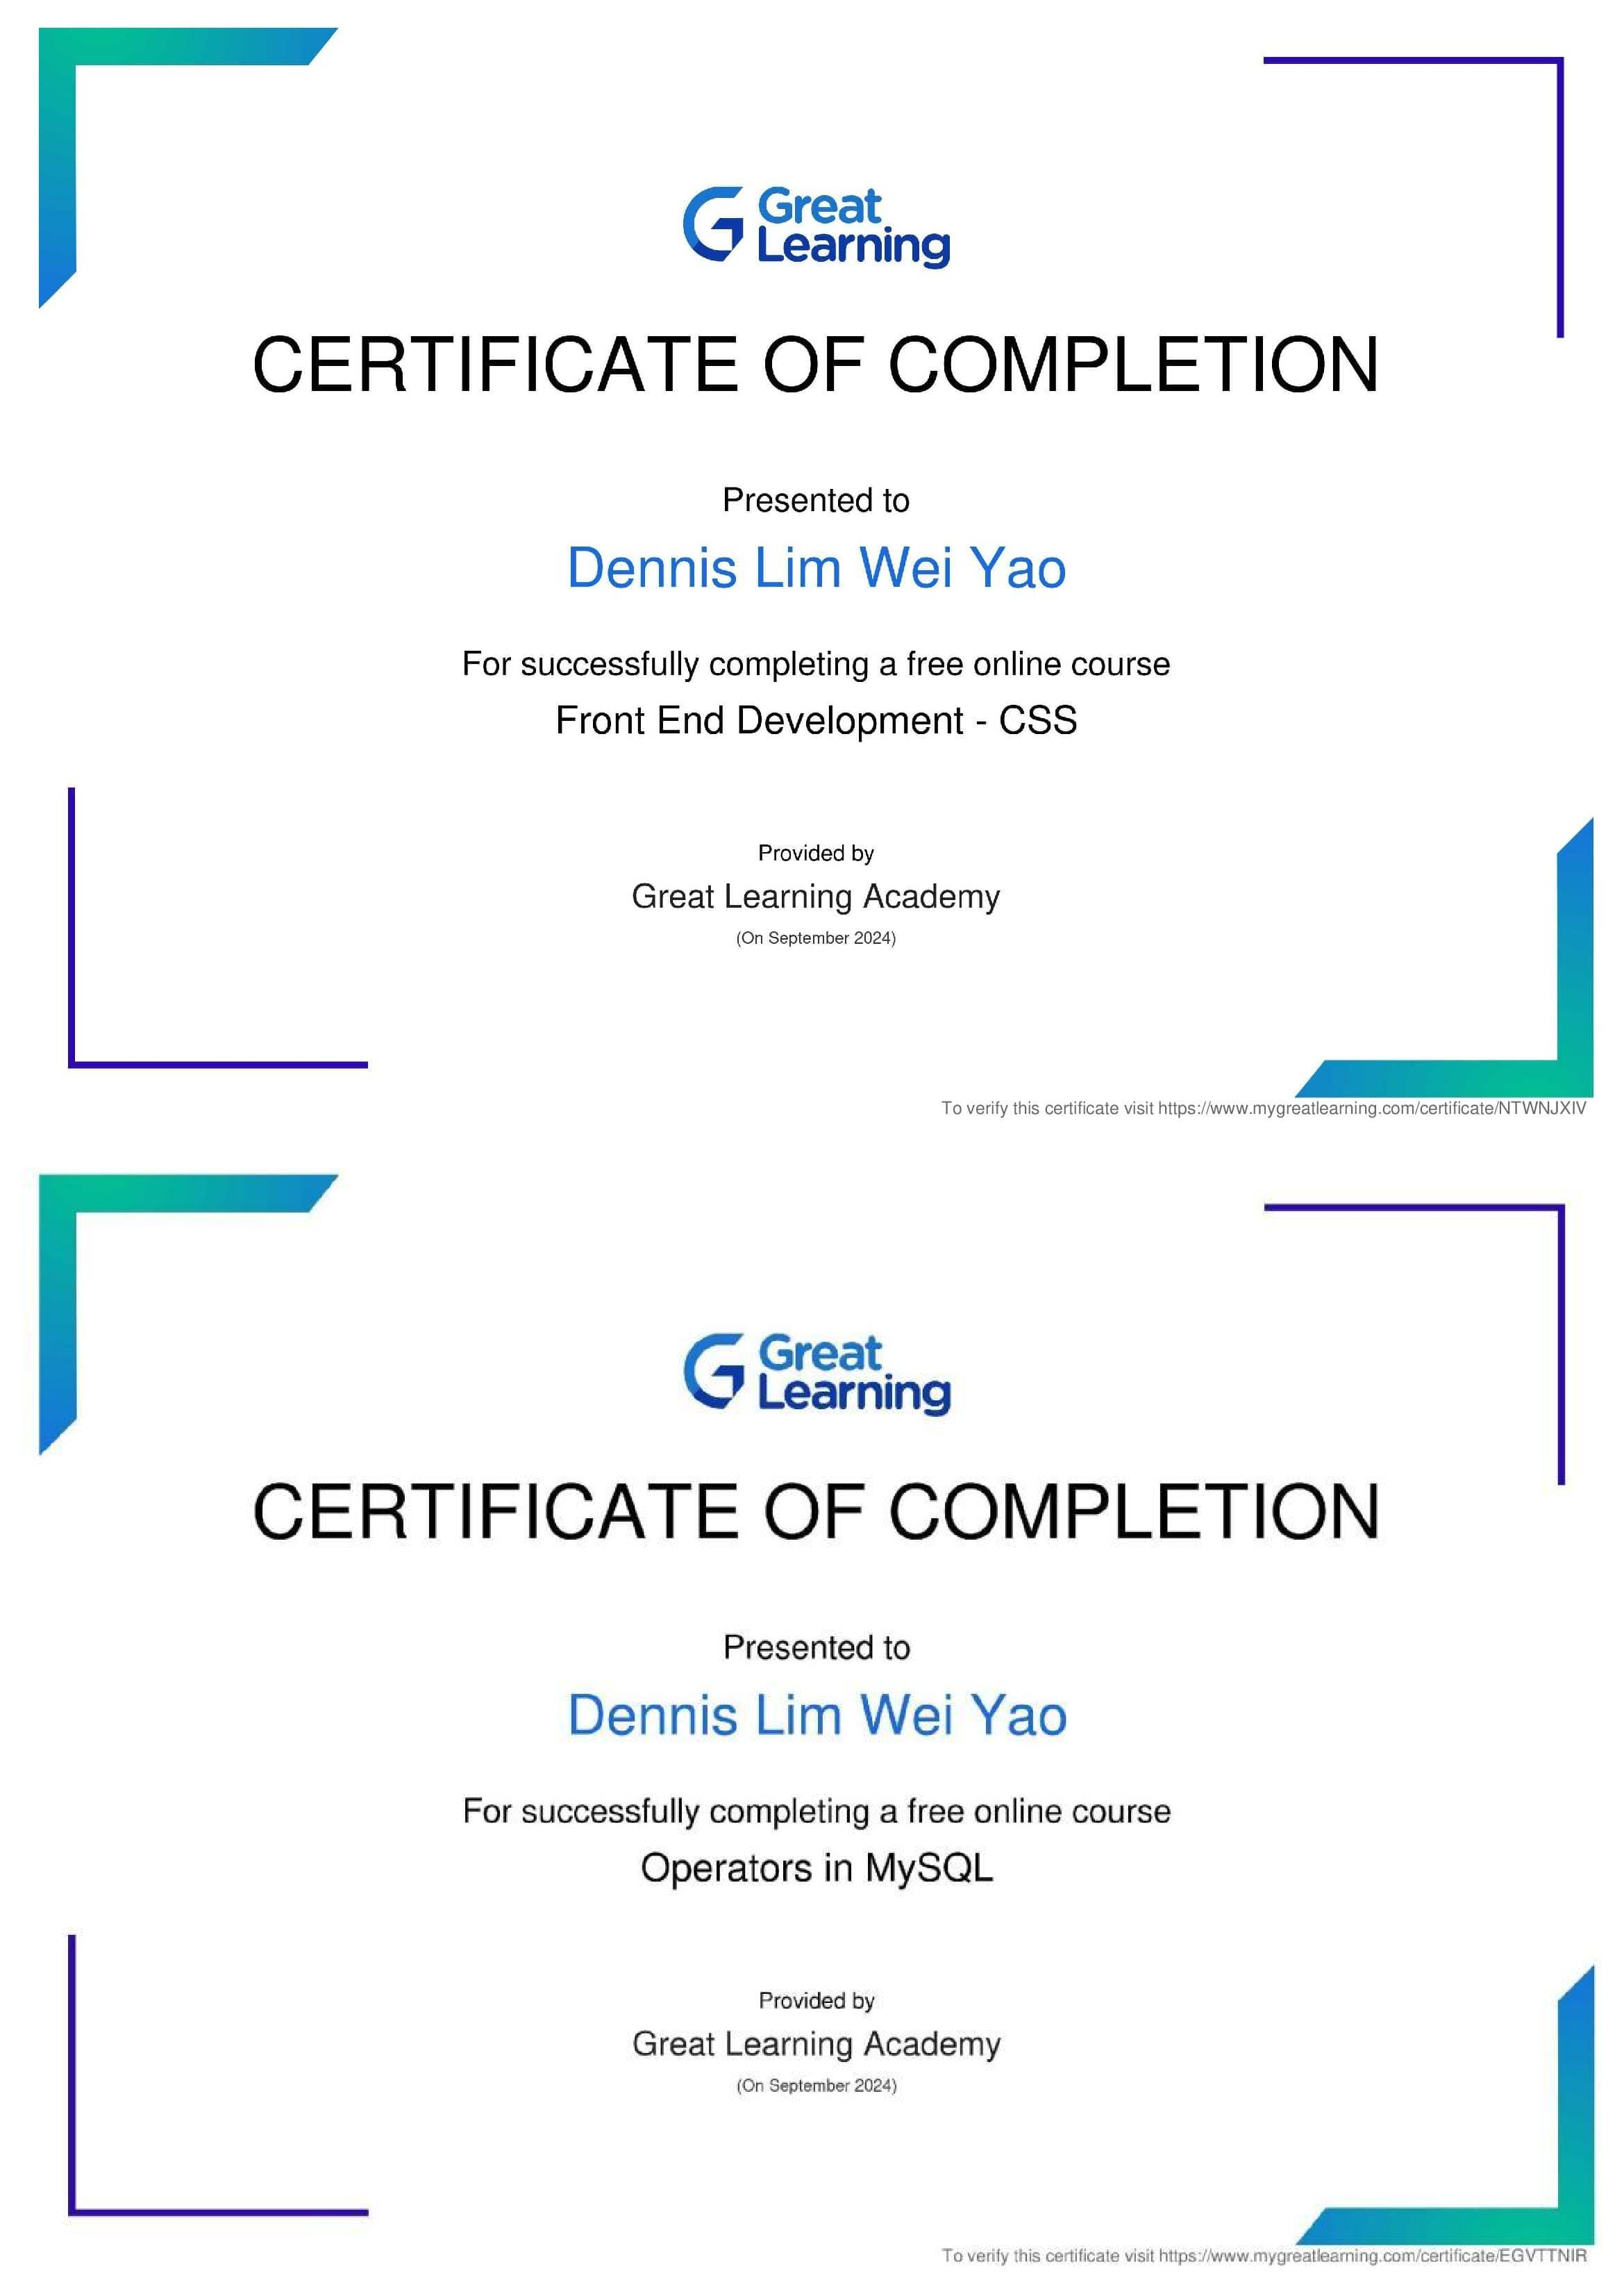 Great
Learning
CERTIFICATE OF COMPLETION
Presented to
Dennis Lim Wei Yao
For successfully completing a free online course
Front End Development - CSS
Provided by
Great Learning Academy
(On September 2024)
To verify this certificate visit https://www.mygreatlearning.com/certificate/NTWNJXIV
Great
Learning
CERTIFICATE OF COMPLETION
Presented to
Dennis Lim Wei Yao
For successfully completing a free online course
Operators in MySQL
Provided by
Great Learning Academy
(On September 2024)
To verify this certificate visit https://www.mygreatlearning.com/certificate/EGVTTNIR